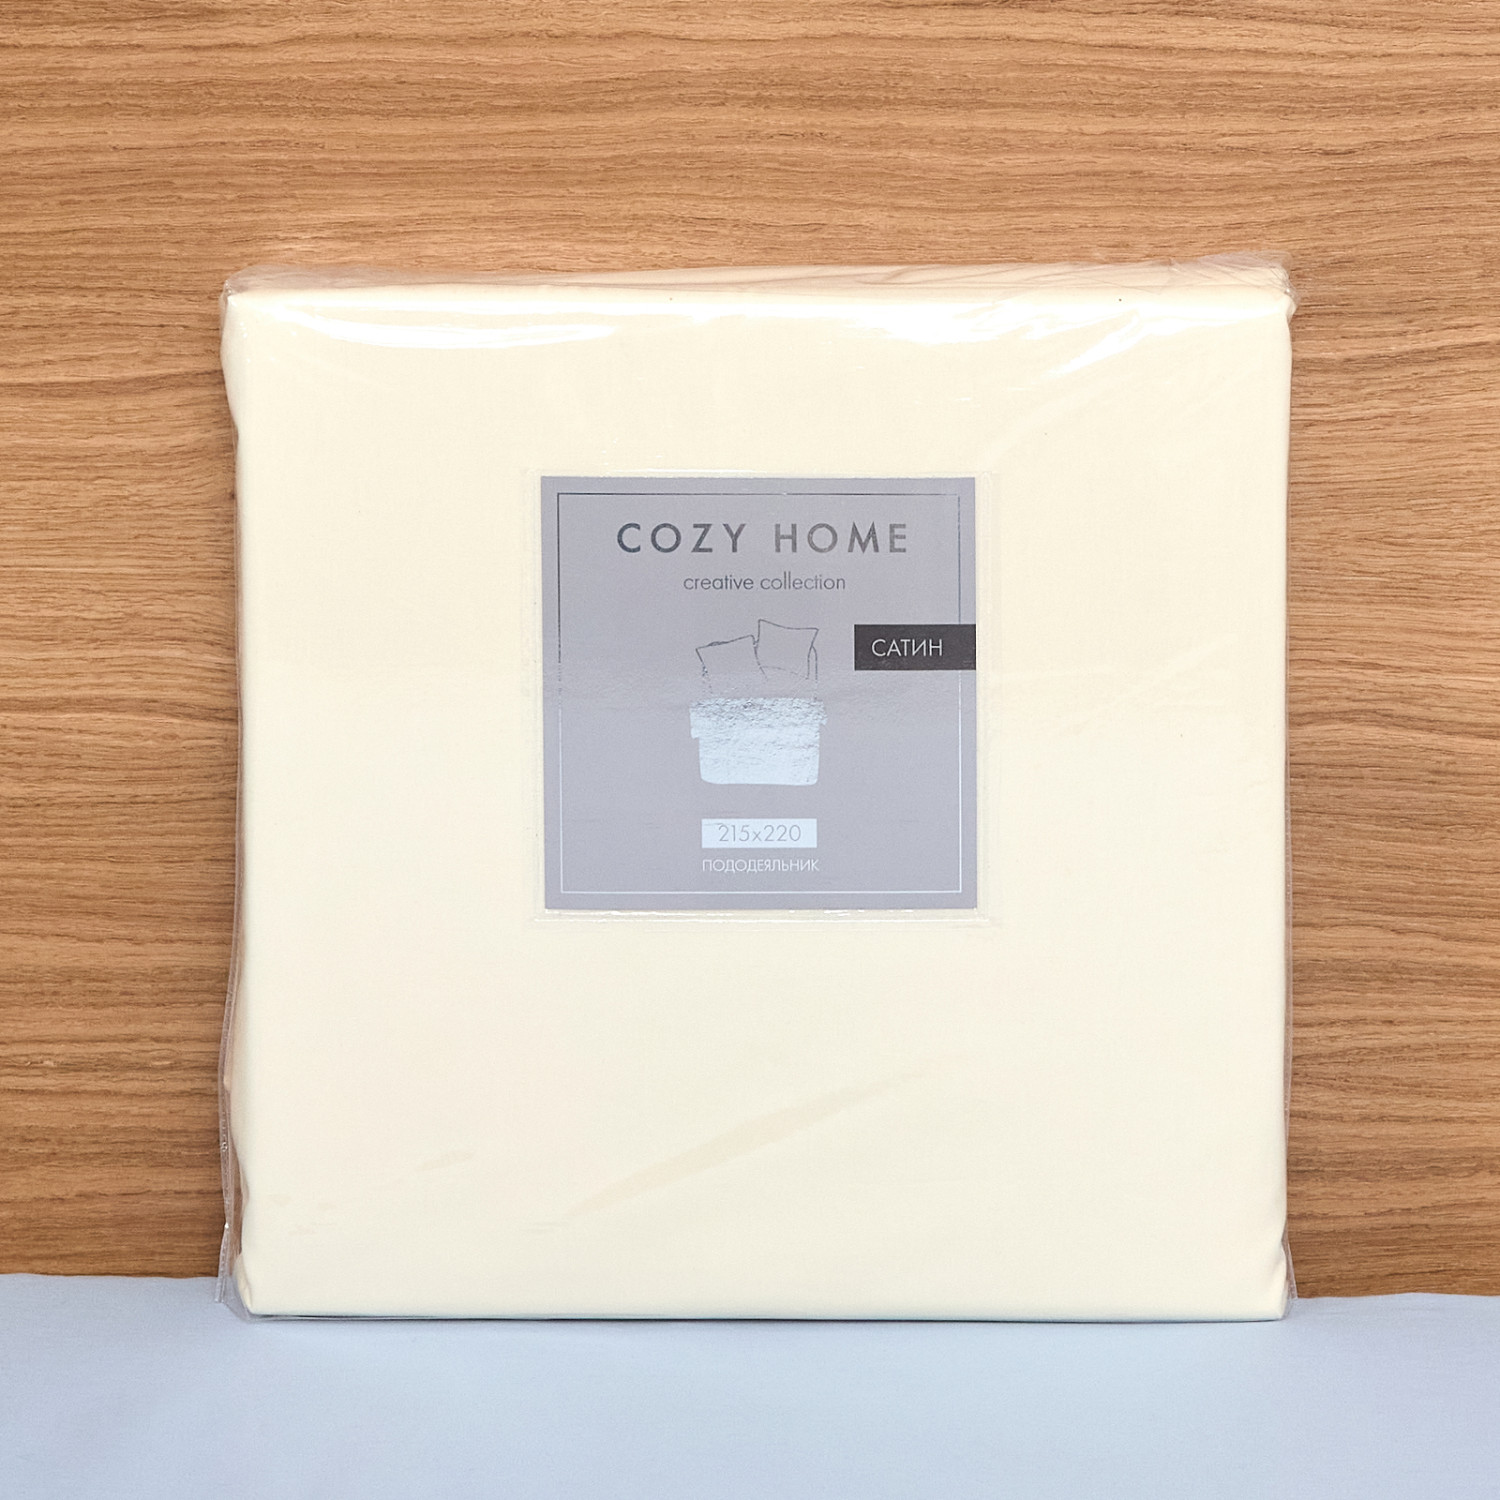 COZY HOME
creative collection
САТИН
215x220
ПОДОДЕЯЛЬНИК